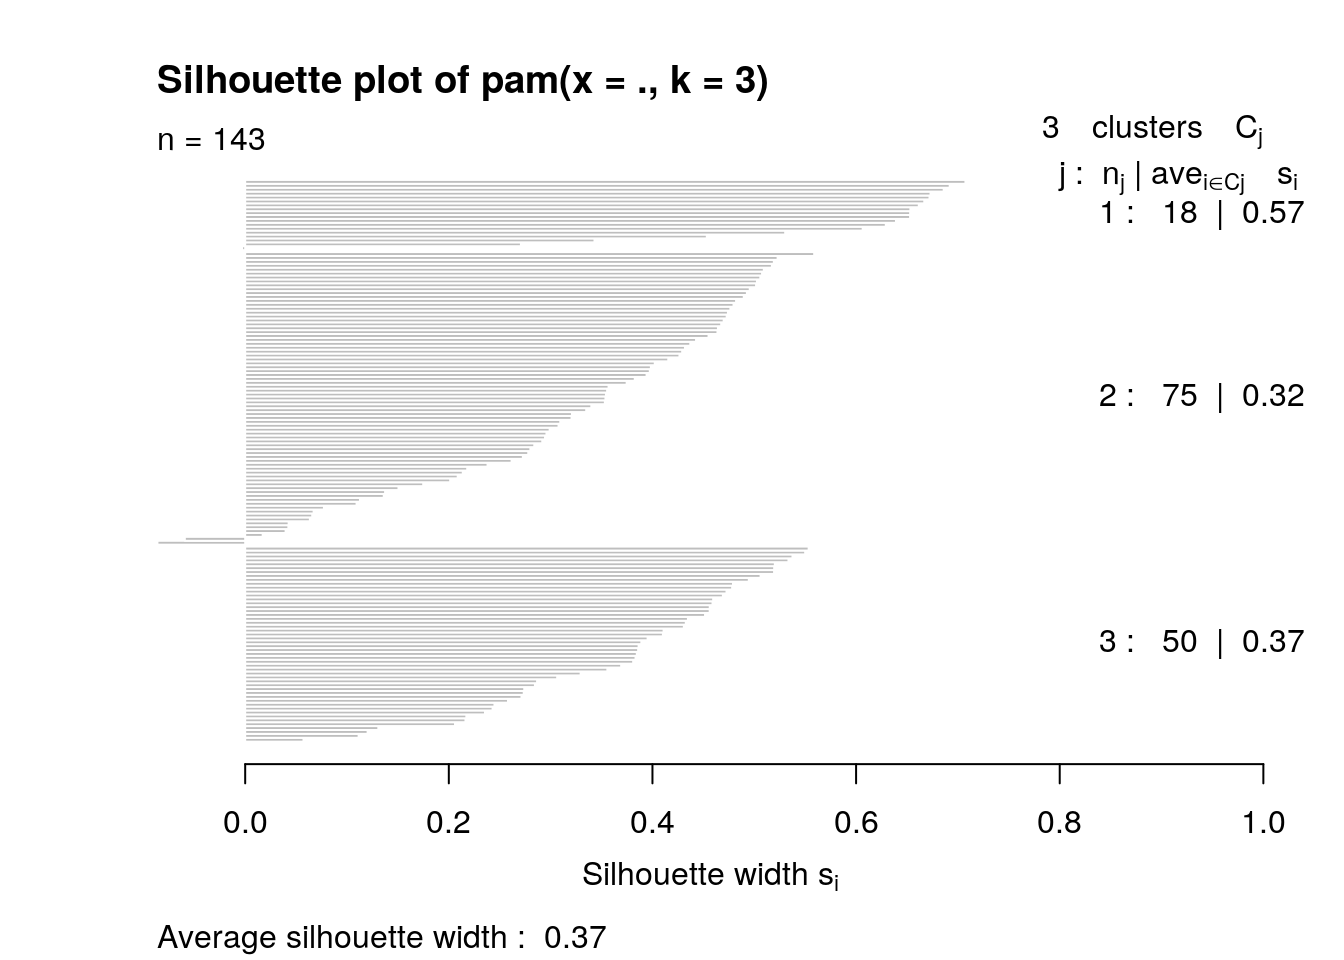 Silhouette plot of pam(x = ., k = 3)
n = 143
3 clusters Cj
j : nj | avei∈Cj si
1 : 18 | 0.57
2 : 75 | 0.32
3 : 50 | 0.37
0.0 0.2 0.4 0.6 0.8 1.0
Silhouette width si
Average silhouette width : 0.37